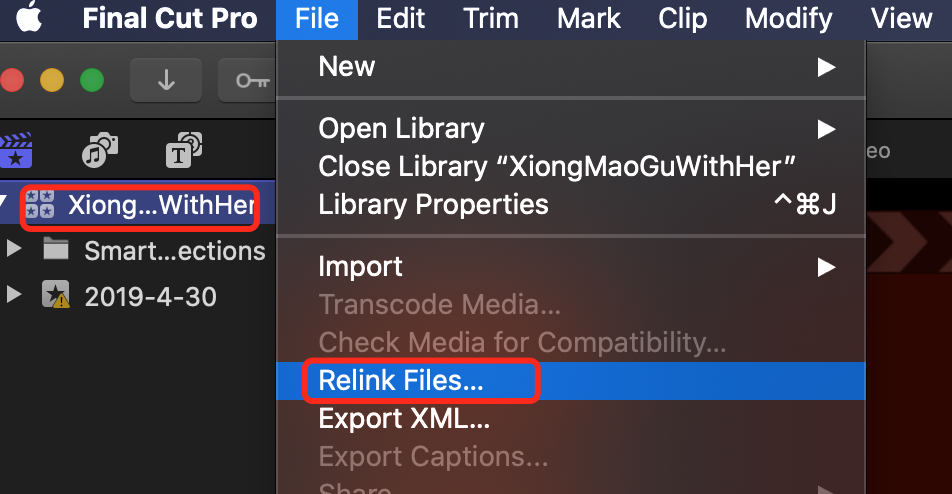 Final Cut Pro File Edit Trim Mark Clip Modify View
New
Open Library
Close Library “XiongMaoGuWithHer”
Library Properties ^⌘J
Import
Transcode Media...
Check Media for Compatibility...
Relink Files...
Export XML...
Export Captions...
Share
T
Xiong...WithHer
Smart...ections
2019-4-30
eo